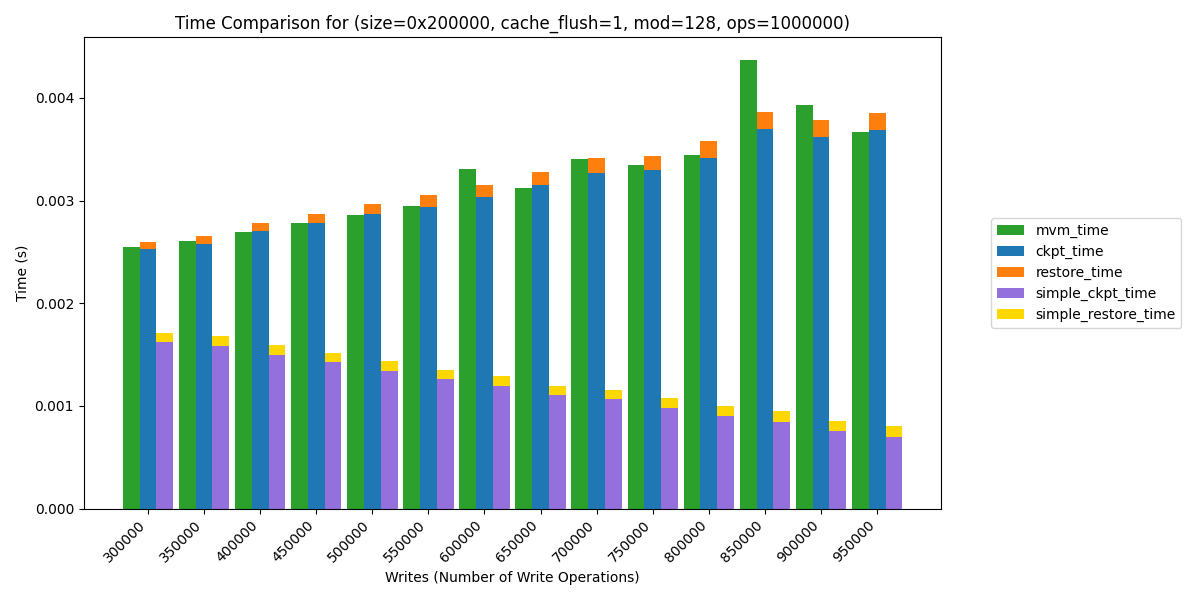 Time Comparison for (size=0x200000, cache_flush=1, mod=128, ops=1000000)
Time (s)
0.004
0.003
0.002
0.001
0.000
300000
350000
400000
450000
500000
550000
600000
650000
700000
750000
800000
850000
900000
950000
Writes (Number of Write Operations)
mvm_time
ckpt_time
restore_time
simple_ckpt_time
simple_restore_time